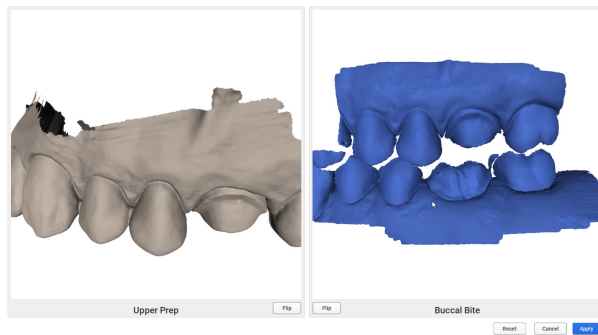 Upper Prep
Flip
Flip
Buccal Bite
Reset
Cancel
Apply